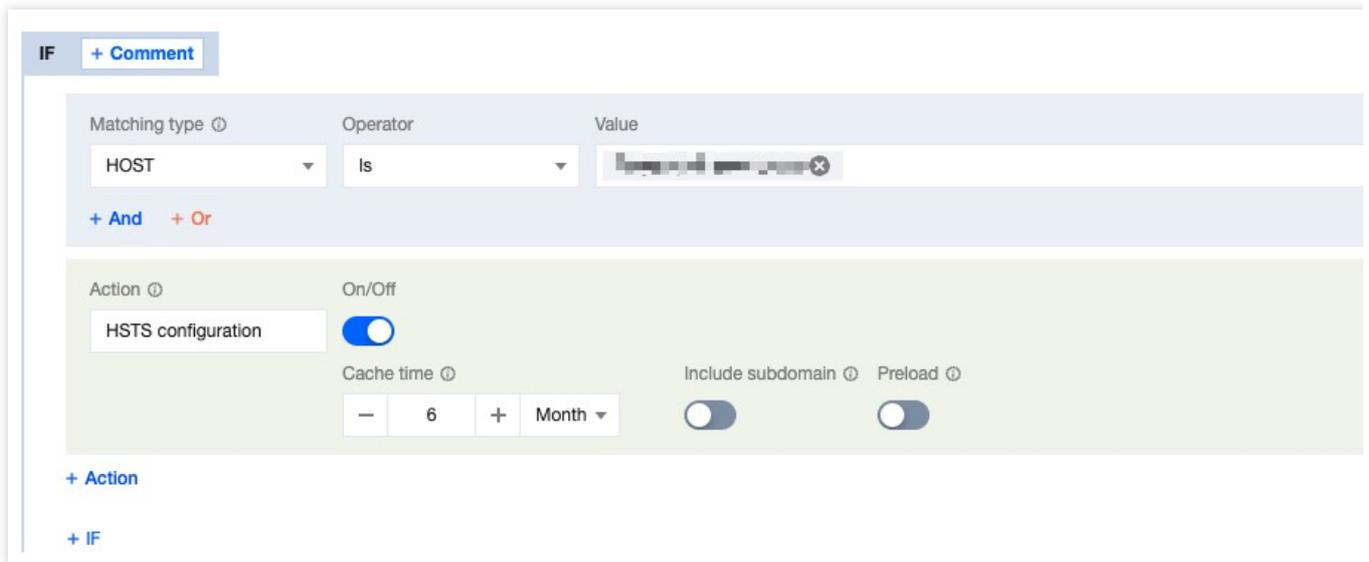 IF + Comment
Matching type Operator Value
HOST Is
+ And + Or
Action On/Off
HSTS configuration
Cache time Include subdomain Preload
6 Month
+ Action
+ IF